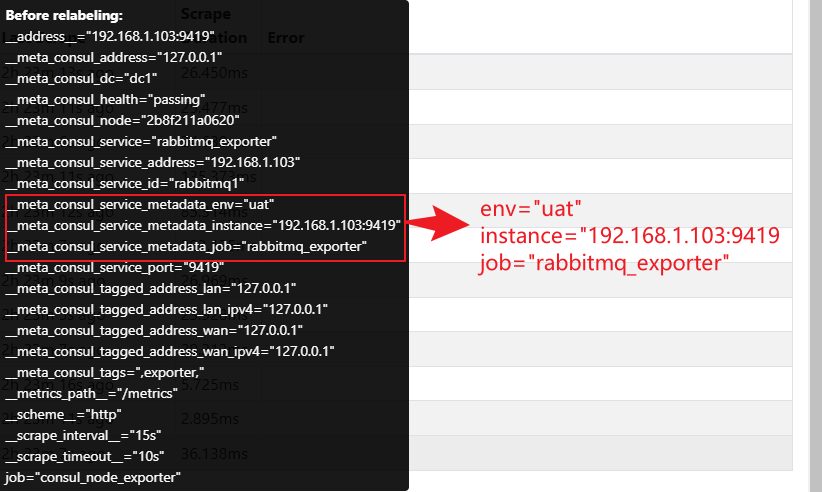 Before relabeling:
Scrape
__address__="192.168.1.103:9419"
ation Error
__meta_consul_address="127.0.0.1"
__meta_consul_dc="dc1"
26.450ms
__meta_consul_health="passing"
__meta_consul_node="2b8f211a0620"
__meta_consul_service="rabbitmq_exporter"
__meta_consul_service_address="192.168.1.103"
__meta_consul_service_id="rabbitmq1"
__meta_consul_service_metadata_env="uat"
__meta_consul_service_metadata_instance="192.168.1.103:9419"
__meta_consul_service_metadata_job="rabbitmq_exporter"
env="uat"
instance="192.168.1.103:9419
job="rabbitmq_exporter"
__meta_consul_service_port="9419"
__meta_consul_tagged_address_lan="127.0.0.1"
__meta_consul_tagged_address_lan_ipv4="127.0.0.1"
__meta_consul_tagged_address_wan="127.0.0.1"
__meta_consul_tagged_address_wan_ipv4="127.0.0.1"
__meta_consul_tags=",exporter,"
5.725ms
__metrics_path__="/metrics"
__scheme__="http"
2.895ms
__scrape_interval__="15s"
__scrape_timeout__="10s"
36.138ms
job="consul_node_exporter"